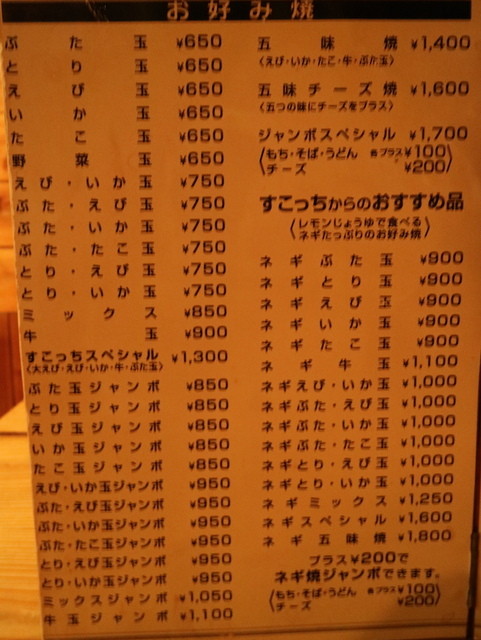 お好み焼
ぶた玉 ¥650
とり玉 ¥650
えび玉 ¥650
いか玉 ¥650
たこ玉 ¥650
野菜玉 ¥650
えび・いか玉 ¥750
ぶた・えび玉 ¥750
ぶた・いか玉 ¥750
ぶた・たこ玉 ¥750
とり・えび玉 ¥750
とり・いか玉 ¥750
ミックス ¥850
牛玉 ¥900
すこっちスペシャル ¥1,300
〈大えび・えび・いか・牛・ぶた玉〉
ぶた玉ジャンボ ¥850
とり玉ジャンボ ¥850
えび玉ジャンボ ¥850
いか玉ジャンボ ¥850
たこ玉ジャンボ ¥850
えび・いか玉ジャンボ ¥950
ぶた・えび玉ジャンボ ¥950
ぶた・いか玉ジャンボ ¥950
ぶた・たこ玉ジャンボ ¥950
とり・えび玉ジャンボ ¥950
とり・いか玉ジャンボ ¥950
ミックスジャンボ ¥1,050
牛玉ジャンボ ¥1,100
五味焼 ¥1,400
〈えび・いか・たこ・牛・ぶた玉〉
五味チーズ焼 ¥1,600
〈五つの味にチーズをプラス〉
ジャンボスペシャル ¥1,700
〈もち・そば・うどん 各プラス¥100
チーズ ¥200〉
すこっちからのおすすめ品
〈レモンじょうゆで食べる
ネギたっぷりのお好み焼〉
ネギぶた玉 ¥900
ネギとり玉 ¥900
ネギえび玉 ¥900
ネギいか玉 ¥900
ネギたこ玉 ¥900
ネギ牛玉 ¥1,100
ネギえび・いか玉 ¥1,000
ネギぶた・えび玉 ¥1,000
ネギぶた・いか玉 ¥1,000
ネギぶた・たこ玉 ¥1,000
ネギとり・えび玉 ¥1,000
ネギとり・いか玉 ¥1,000
ネギミックス ¥1,250
ネギスペシャル ¥1,600
ネギ五味焼 ¥1,800
プラス¥200で
ネギ焼ジャンボできます。
〈もち・そば・うどん 各プラス¥100
チーズ ¥200〉